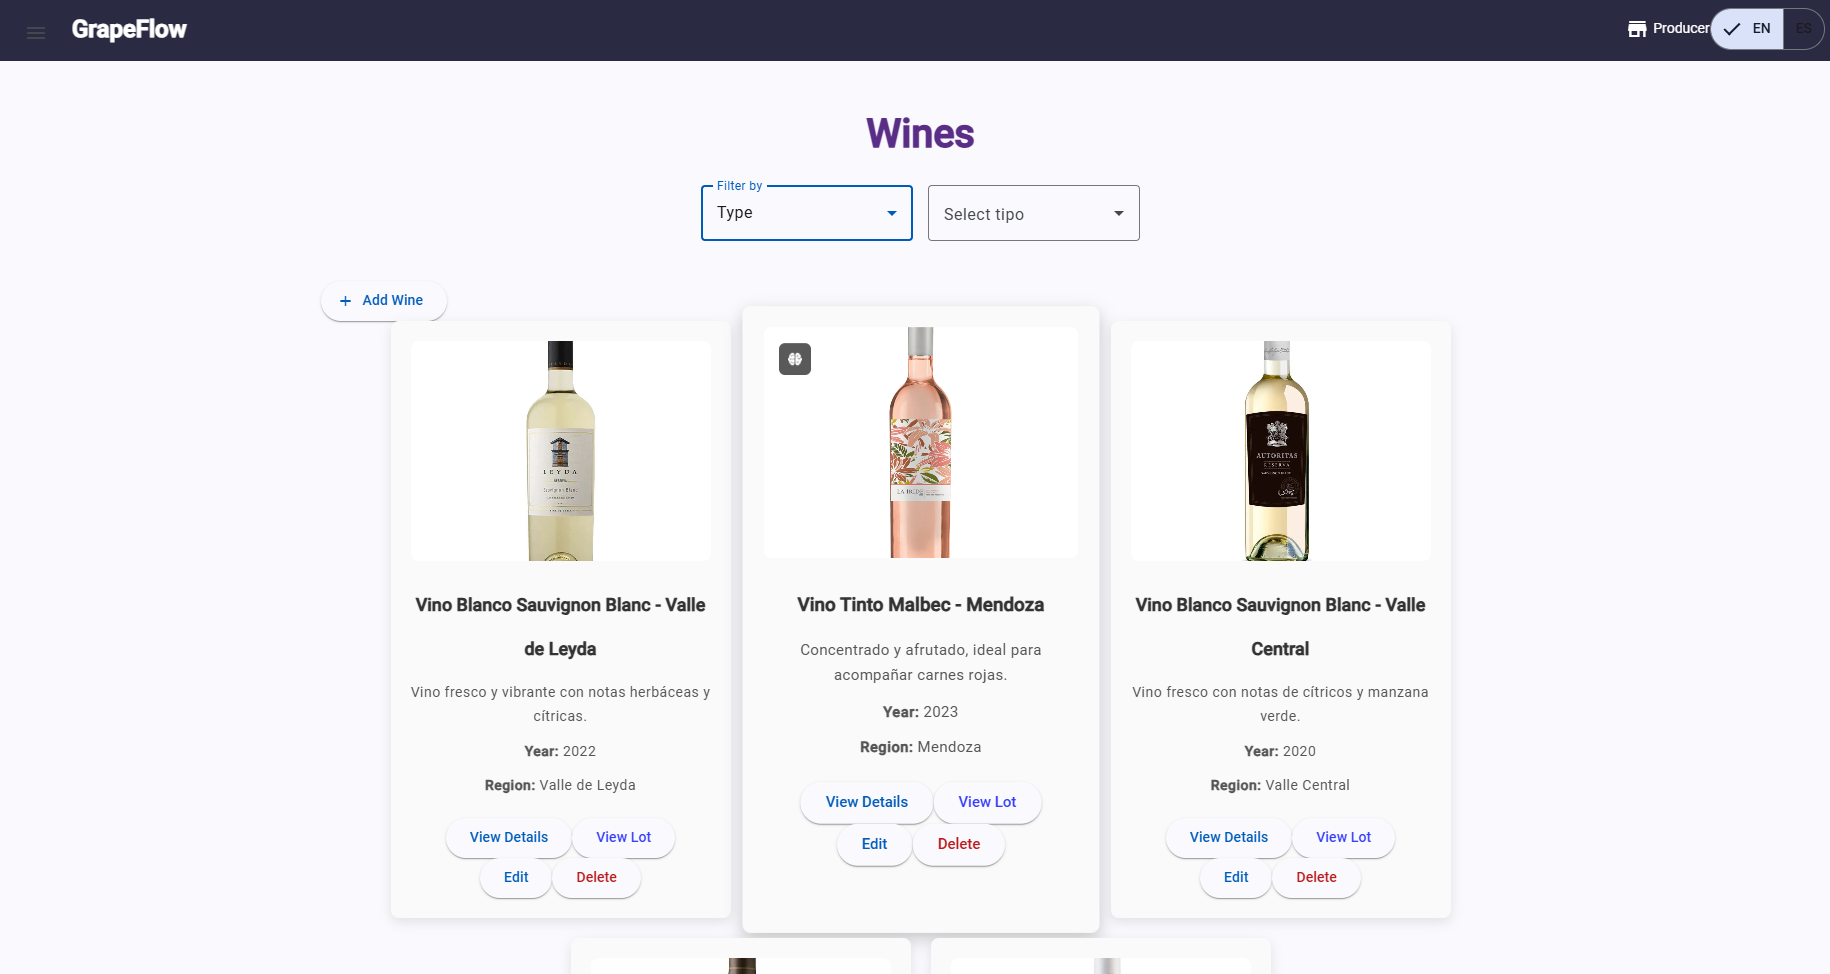 GrapeFlow
Producer
EN
ES
Wines
Filter by
Type
Select tipo
Add Wine
LEYDA
Sauvignon Blanc
Vino Blanco Sauvignon Blanc - Valle
de Leyda
Vino fresco y vibrante con notas herbáceas y
cítricas.
Year: 2022
Region: Valle de Leyda
View Details
View Lot
Edit
Delete
Vino Tinto Malbec - Mendoza
Concentrado y afrutado, ideal para
acompañar carnes rojas.
Year: 2023
Region: Mendoza
View Details
View Lot
Edit
Delete
AUTORITAS
RESERVA
Vino Blanco Sauvignon Blanc - Valle
Central
Vino fresco con notas de cítricos y manzana
verde.
Year: 2020
Region: Valle Central
View Details
View Lot
Edit
Delete